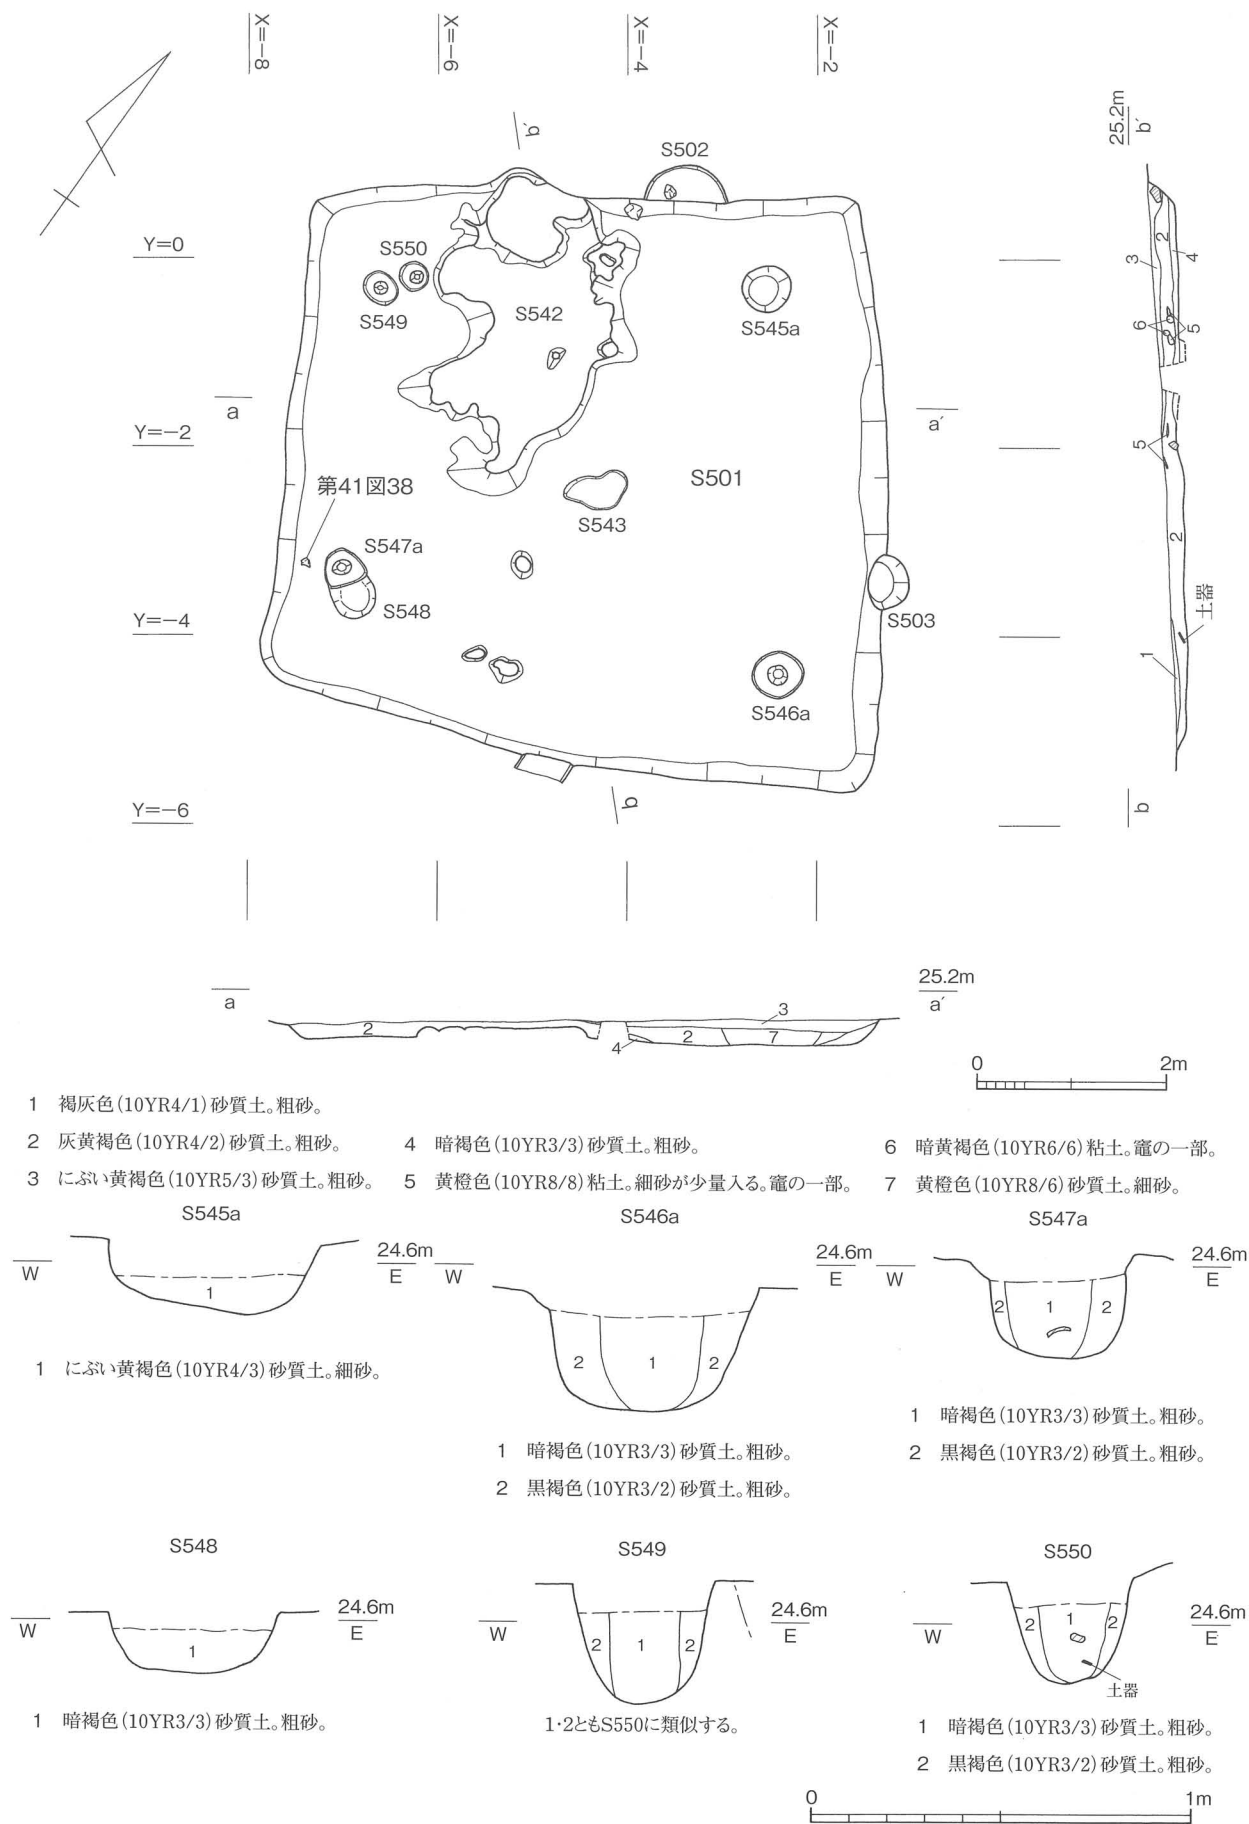 X=-8
X=-6
X=-4
X=-2
25.2m
b′
b′
S502
Y=0
S550
S549
S542
S545a
2
3
4
6
5
a
a′
Y=-2
5
S501
第41図38
S543
2
S547a
S548
土器
Y=-4
S503
1
S546a
b
b
Y=-6
25.2m
a
a′
3
2
2
7
4
0
2m
1 褐灰色(10YR4/1)砂質土。粗砂。
2 灰黄褐色(10YR4/2)砂質土。粗砂。
3 にぶい黄褐色(10YR5/3)砂質土。粗砂。
4 暗褐色(10YR3/3)砂質土。粗砂。
5 黄橙色(10YR8/8)粘土。細砂が少量入る。竈の一部。
6 暗黄褐色(10YR6/6)粘土。竈の一部。
7 黄橙色(10YR8/6)砂質土。細砂。
S545a
24.6m
W
E
1
1 にぶい黄褐色(10YR4/3)砂質土。細砂。
S546a
24.6m
W
E
2
1
2
1 暗褐色(10YR3/3)砂質土。粗砂。
2 黒褐色(10YR3/2)砂質土。粗砂。
S547a
24.6m
W
E
2
1
2
1 暗褐色(10YR3/3)砂質土。粗砂。
2 黒褐色(10YR3/2)砂質土。粗砂。
S548
24.6m
W
E
1
1 暗褐色(10YR3/3)砂質土。粗砂。
S549
24.6m
W
E
2
1
2
1・2ともS550に類似する。
S550
24.6m
W
E
2
1
2
土器
1 暗褐色(10YR3/3)砂質土。粗砂。
2 黒褐色(10YR3/2)砂質土。粗砂。
0
1m